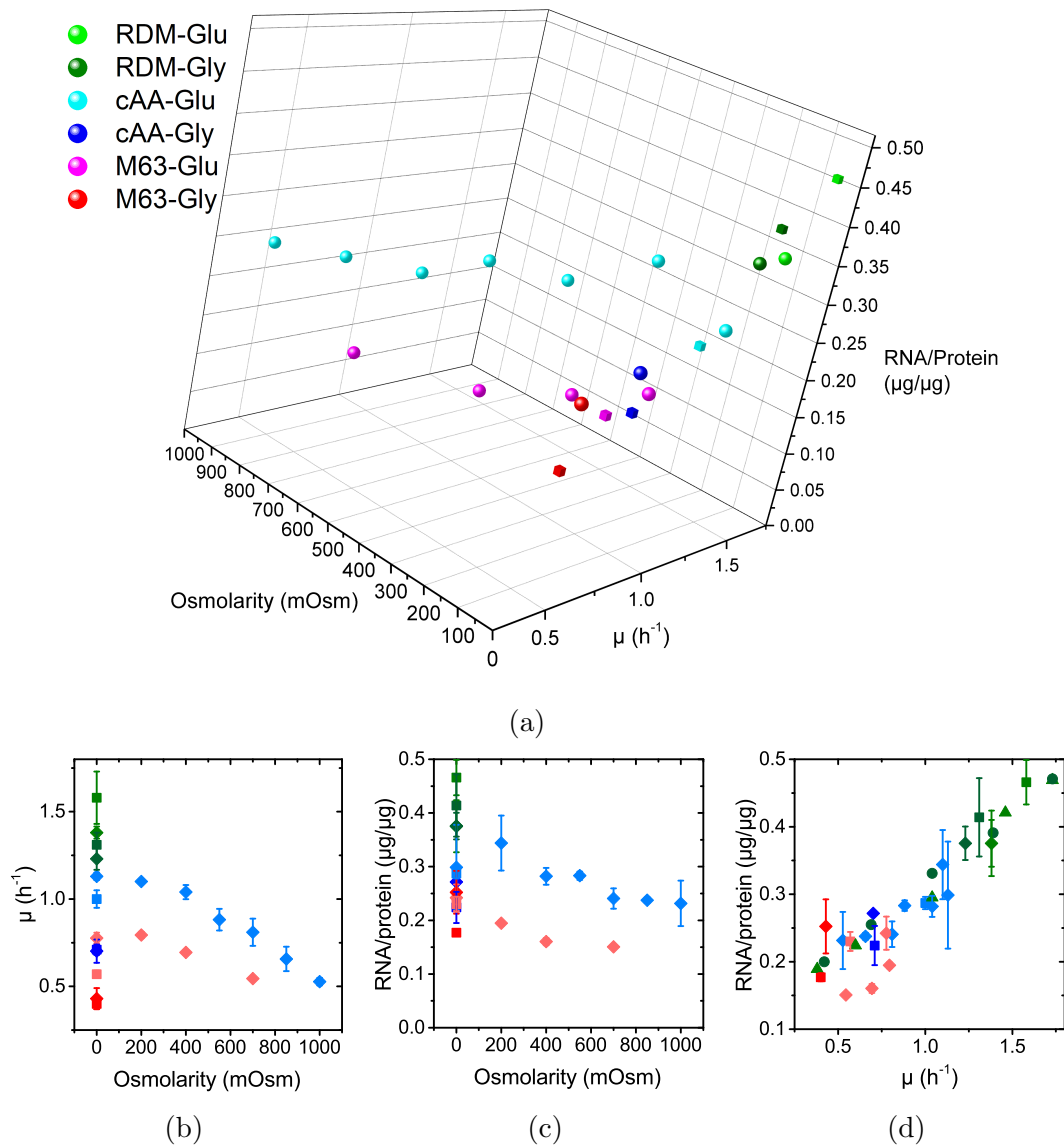 RDM-Glu
RDM-Gly
cAA-Glu
cAA-Gly
M63-Glu
M63-Gly
0.50
0.45
0.40
0.35
0.30
0.25
0.20
0.15
0.10
0.05
0.00
RNA/Protein
(µg/µg)
1000
900
800
700
600
500
400
300
200
100
0
Osmolarity (mOsm)
0.5
1.0
1.5
µ (h⁻¹)
(a)
1.5
1.0
0.5
µ (h⁻¹)
0 200 400 600 800 1000
Osmolarity (mOsm)
(b)
0.5
0.4
0.3
0.2
0.1
0.0
RNA/protein (µg/µg)
0 200 400 600 800 1000
Osmolarity (mOsm)
(c)
0.5
0.4
0.3
0.2
0.1
RNA/protein (µg/µg)
0.5 1.0 1.5
µ (h⁻¹)
(d)